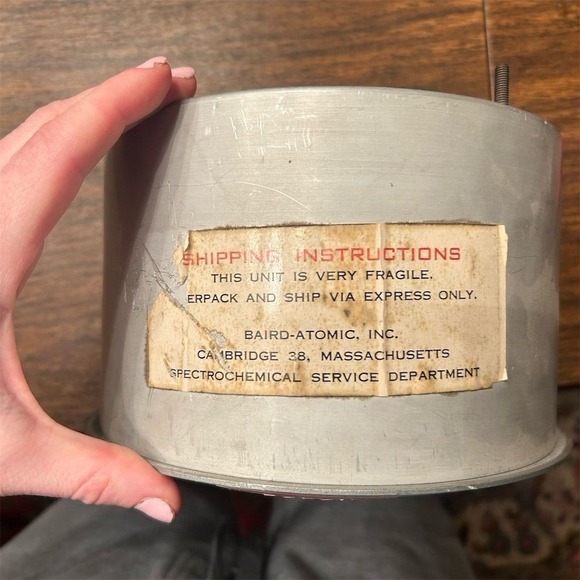 SHIPPING INSTRUCTIONS
THIS UNIT IS VERY FRAGILE.
ERPACK AND SHIP VIA EXPRESS ONLY.
BAIRD-ATOMIC, INC.
CAMBRIDGE 38, MASSACHUSETTS
SPECTROCHEMICAL SERVICE DEPARTMENT